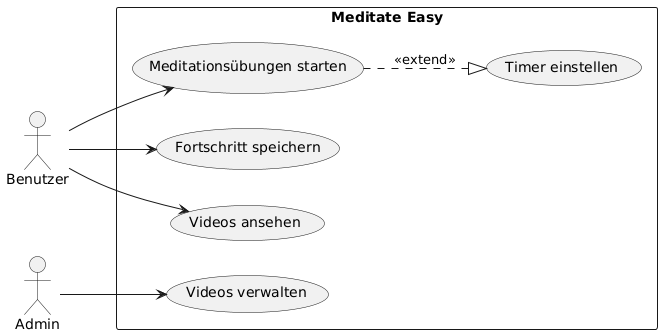 Meditate Easy
Meditationsübungen starten
«extend»
Timer einstellen
Benutzer
Fortschritt speichern
Videos ansehen
Admin
Videos verwalten